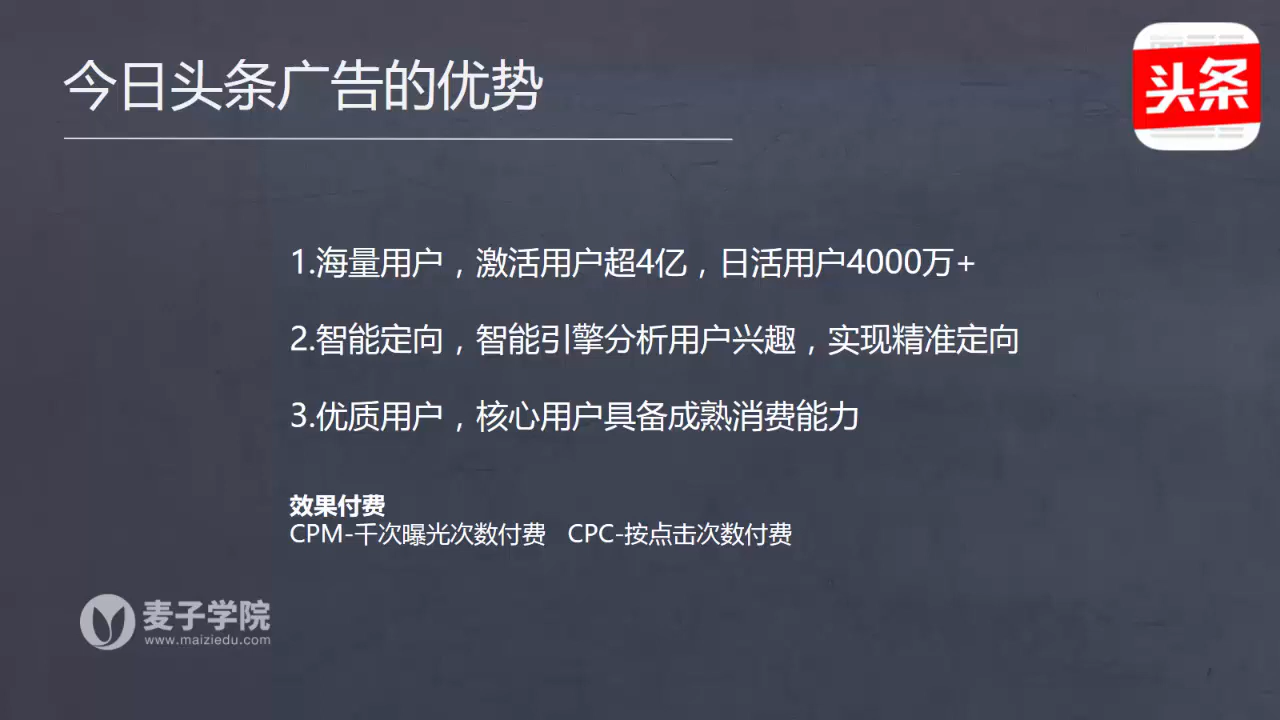 今日头条广告的优势
头条
1.海量用户，激活用户超4亿，日活用户4000万+
2.智能定向，智能引擎分析用户兴趣，实现精准定向
3.优质用户，核心用户具备成熟消费能力
效果付费
CPM-千次曝光次数付费 CPC-按点击次数付费
麦子学院
www.maiziedu.com